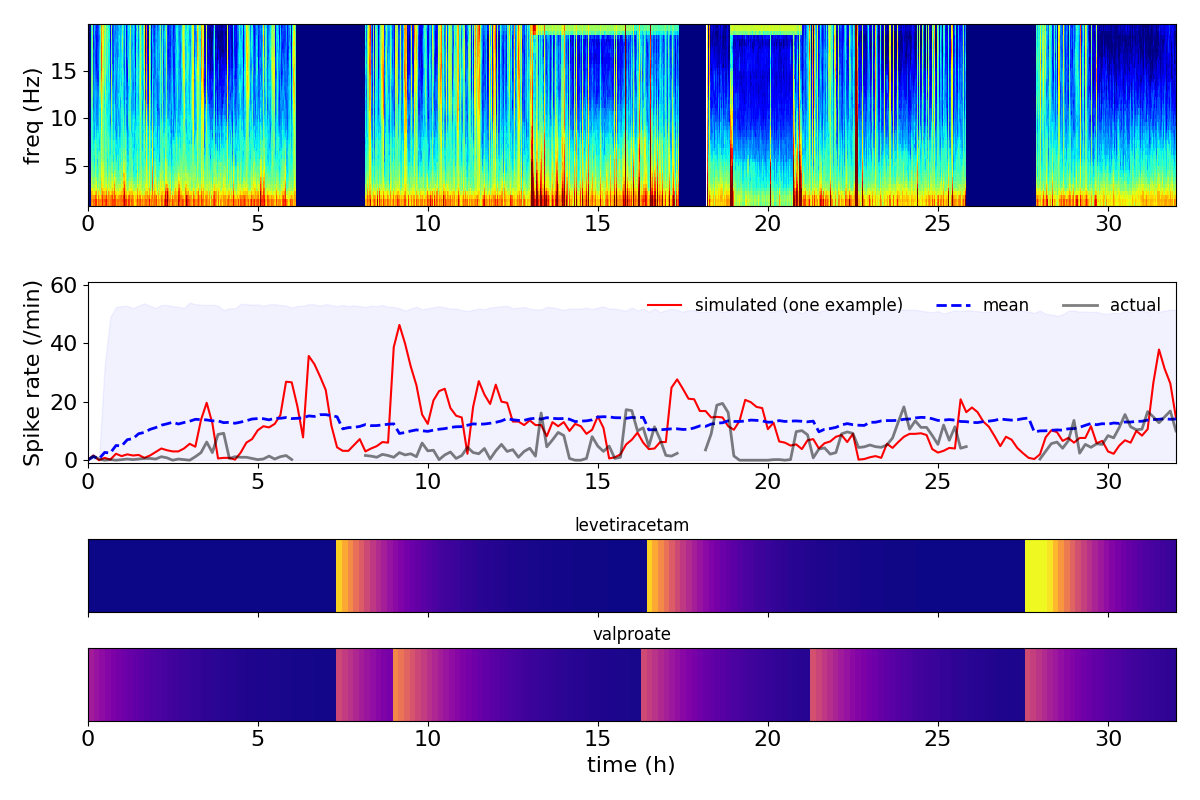 freq (Hz)
15
10
5
0 5 10 15 20 25 30
Spike rate (/min)
60
40
20
0
simulated (one example) mean actual
0 5 10 15 20 25 30
levetiracetam
valproate
0 5 10 15 20 25 30
time (h)